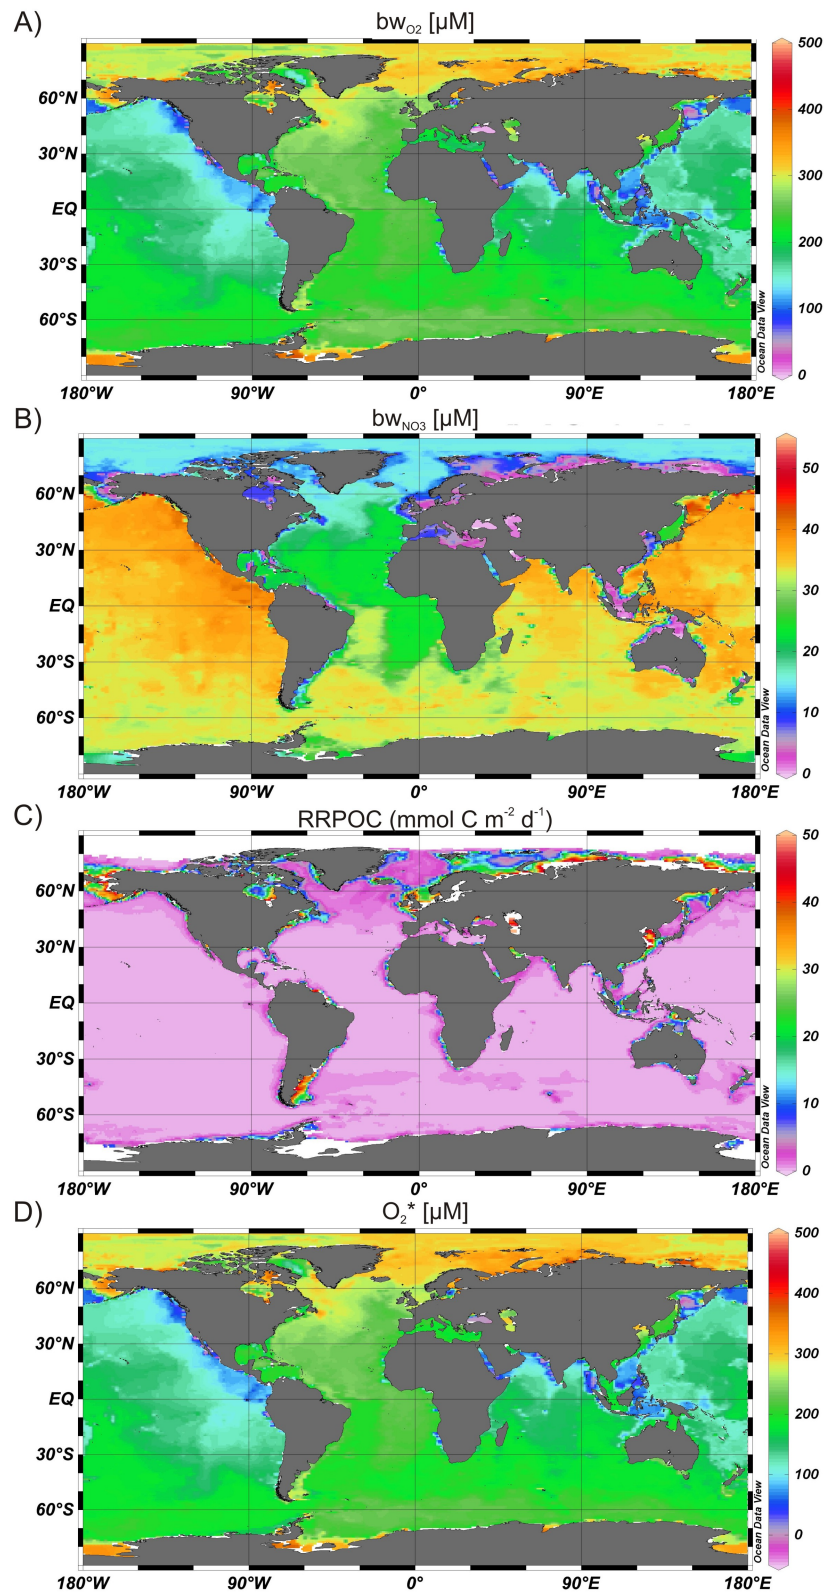 A)
bwO2 [µM]
500
400
300
200
100
0
60°N
30°N
EQ
30°S
60°S
Ocean Data View
180°W 90°W 0° 90°E 180°E
B)
bwNO3 [µM]
50
40
30
20
10
0
60°N
30°N
EQ
30°S
60°S
Ocean Data View
180°W 90°W 0° 90°E 180°E
C)
RRPOC (mmol C m⁻² d⁻¹)
50
40
30
20
10
0
60°N
30°N
EQ
30°S
60°S
Ocean Data View
180°W 90°W 0° 90°E 180°E
D)
O₂* [µM]
500
400
300
200
100
0
60°N
30°N
EQ
30°S
60°S
Ocean Data View
180°W 90°W 0° 90°E 180°E